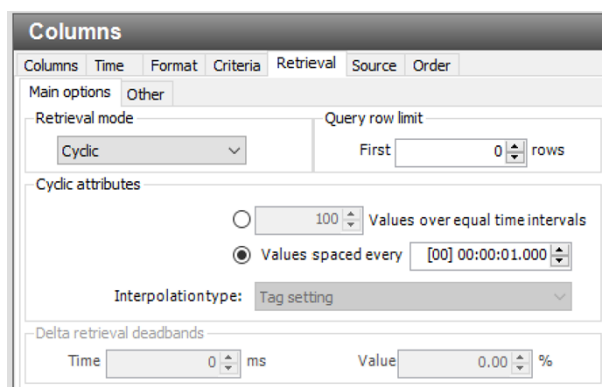 Columns
Columns Time Format Criteria Retrieval Source Order
Main options Other
Retrieval mode Query row limit
Cyclic First 0 rows
Cyclic attributes
100 Values over equal time intervals
Values spaced every [00] 00:00:01.000
Interpolation type: Tag setting
Delta retrieval deadbands
Time 0 ms Value 0.00 %